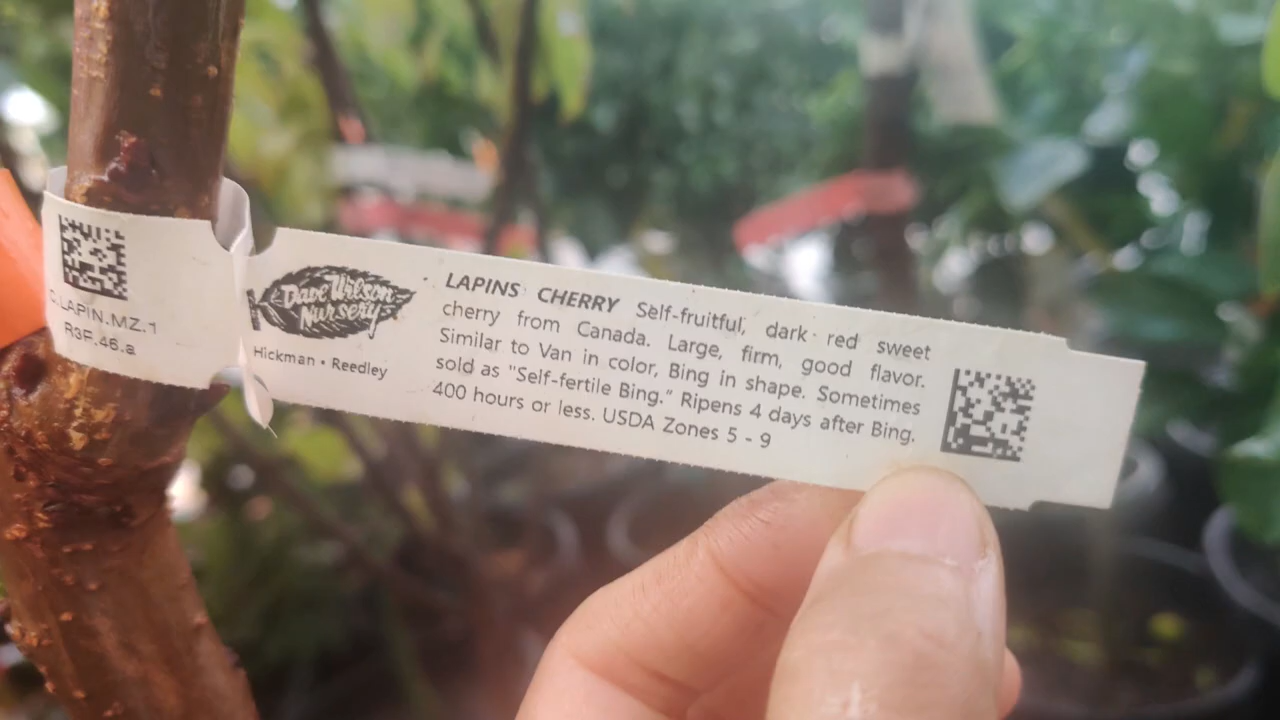 C.LAPIN.MZ.1
R3F.46.a
Dave Wilson
Nursery
Hickman • Reedley
LAPINS CHERRY Self-fruitful, dark red sweet
cherry from Canada. Large, firm, good flavor.
Similar to Van in color, Bing in shape. Sometimes
sold as "Self-fertile Bing." Ripens 4 days after Bing.
400 hours or less. USDA Zones 5 - 9